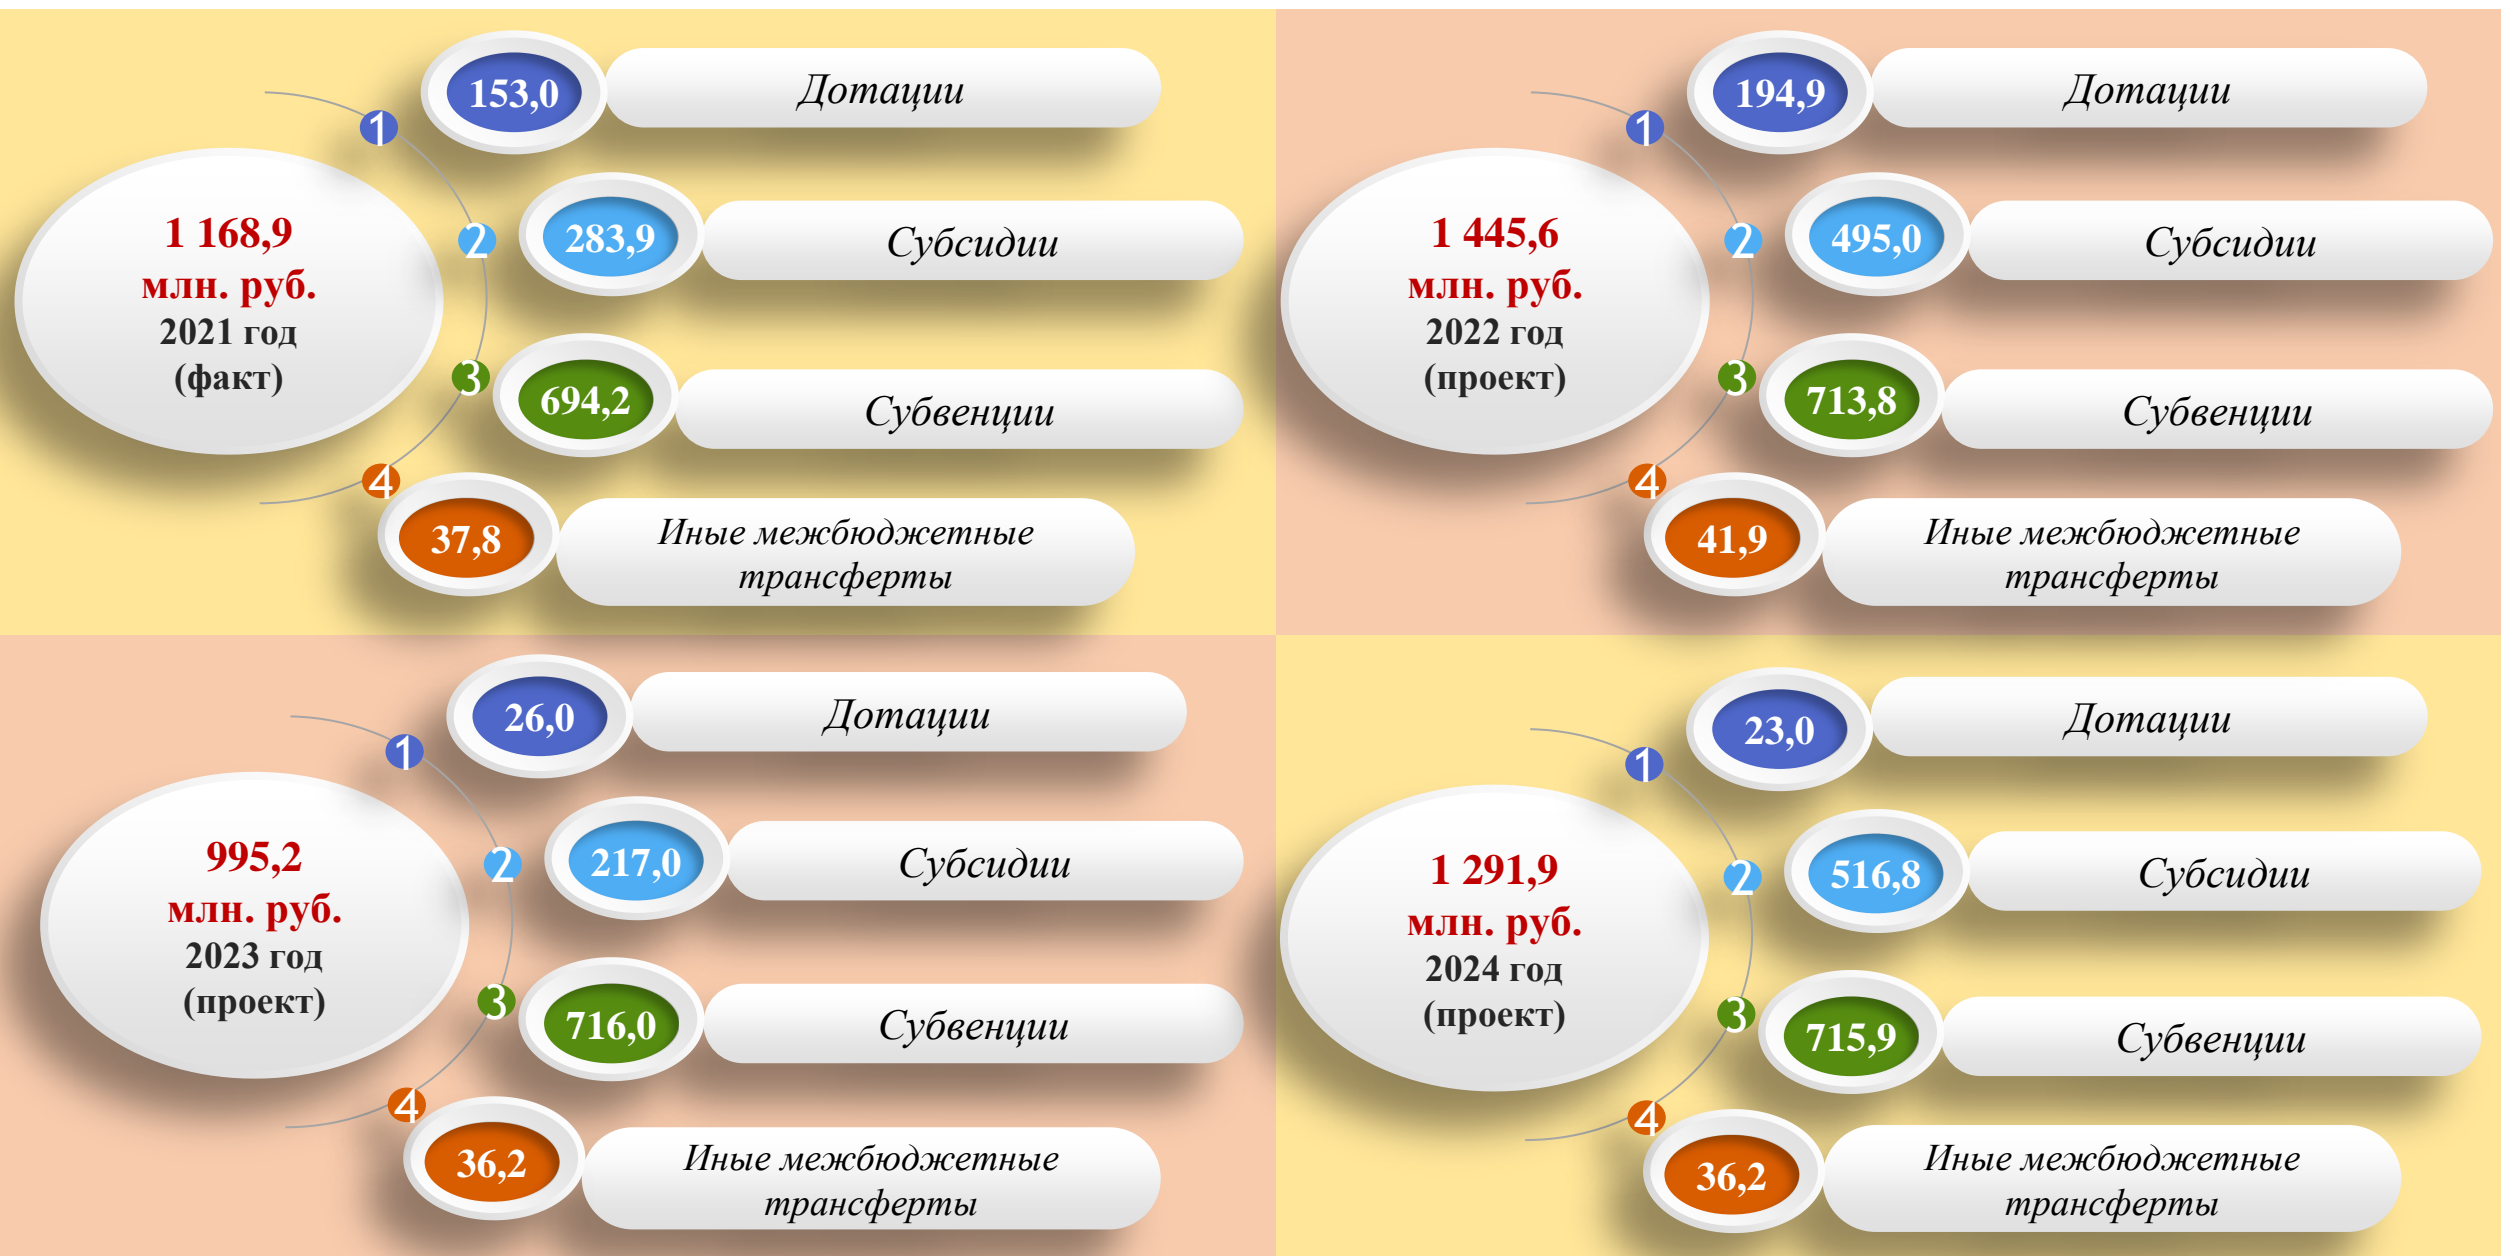 1 168,9
млн. руб.
2021 год
(факт)
1
153,0
Дотации
2
283,9
Субсидии
3
694,2
Субвенции
4
37,8
Иные межбюджетные
трансферты
1 445,6
млн. руб.
2022 год
(проект)
1
194,9
Дотации
2
495,0
Субсидии
3
713,8
Субвенции
4
41,9
Иные межбюджетные
трансферты
995,2
млн. руб.
2023 год
(проект)
1
26,0
Дотации
2
217,0
Субсидии
3
716,0
Субвенции
4
36,2
Иные межбюджетные
трансферты
1 291,9
млн. руб.
2024 год
(проект)
1
23,0
Дотации
2
516,8
Субсидии
3
715,9
Субвенции
4
36,2
Иные межбюджетные
трансферты